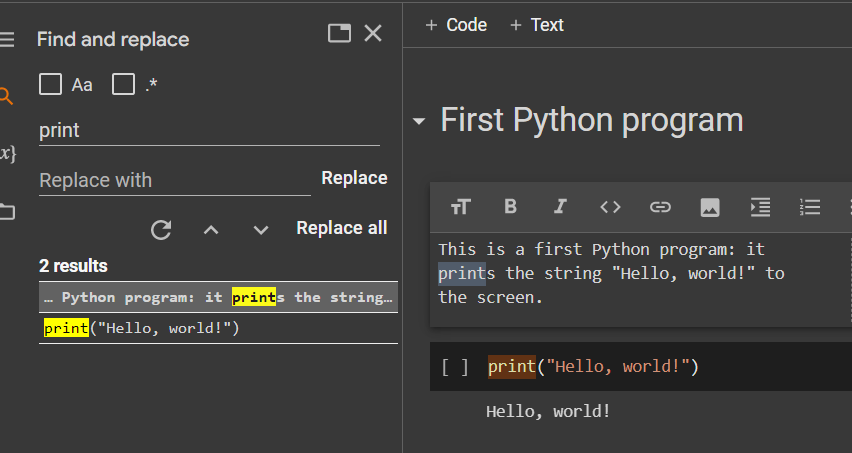 Find and replace
Aa
.*
print
Replace with
Replace
Replace all
2 results
… Python program: it prints the string…
print("Hello, world!")
+ Code + Text
First Python program
This is a first Python program: it
prints the string "Hello, world!" to
the screen.
[ ] print("Hello, world!")
Hello, world!